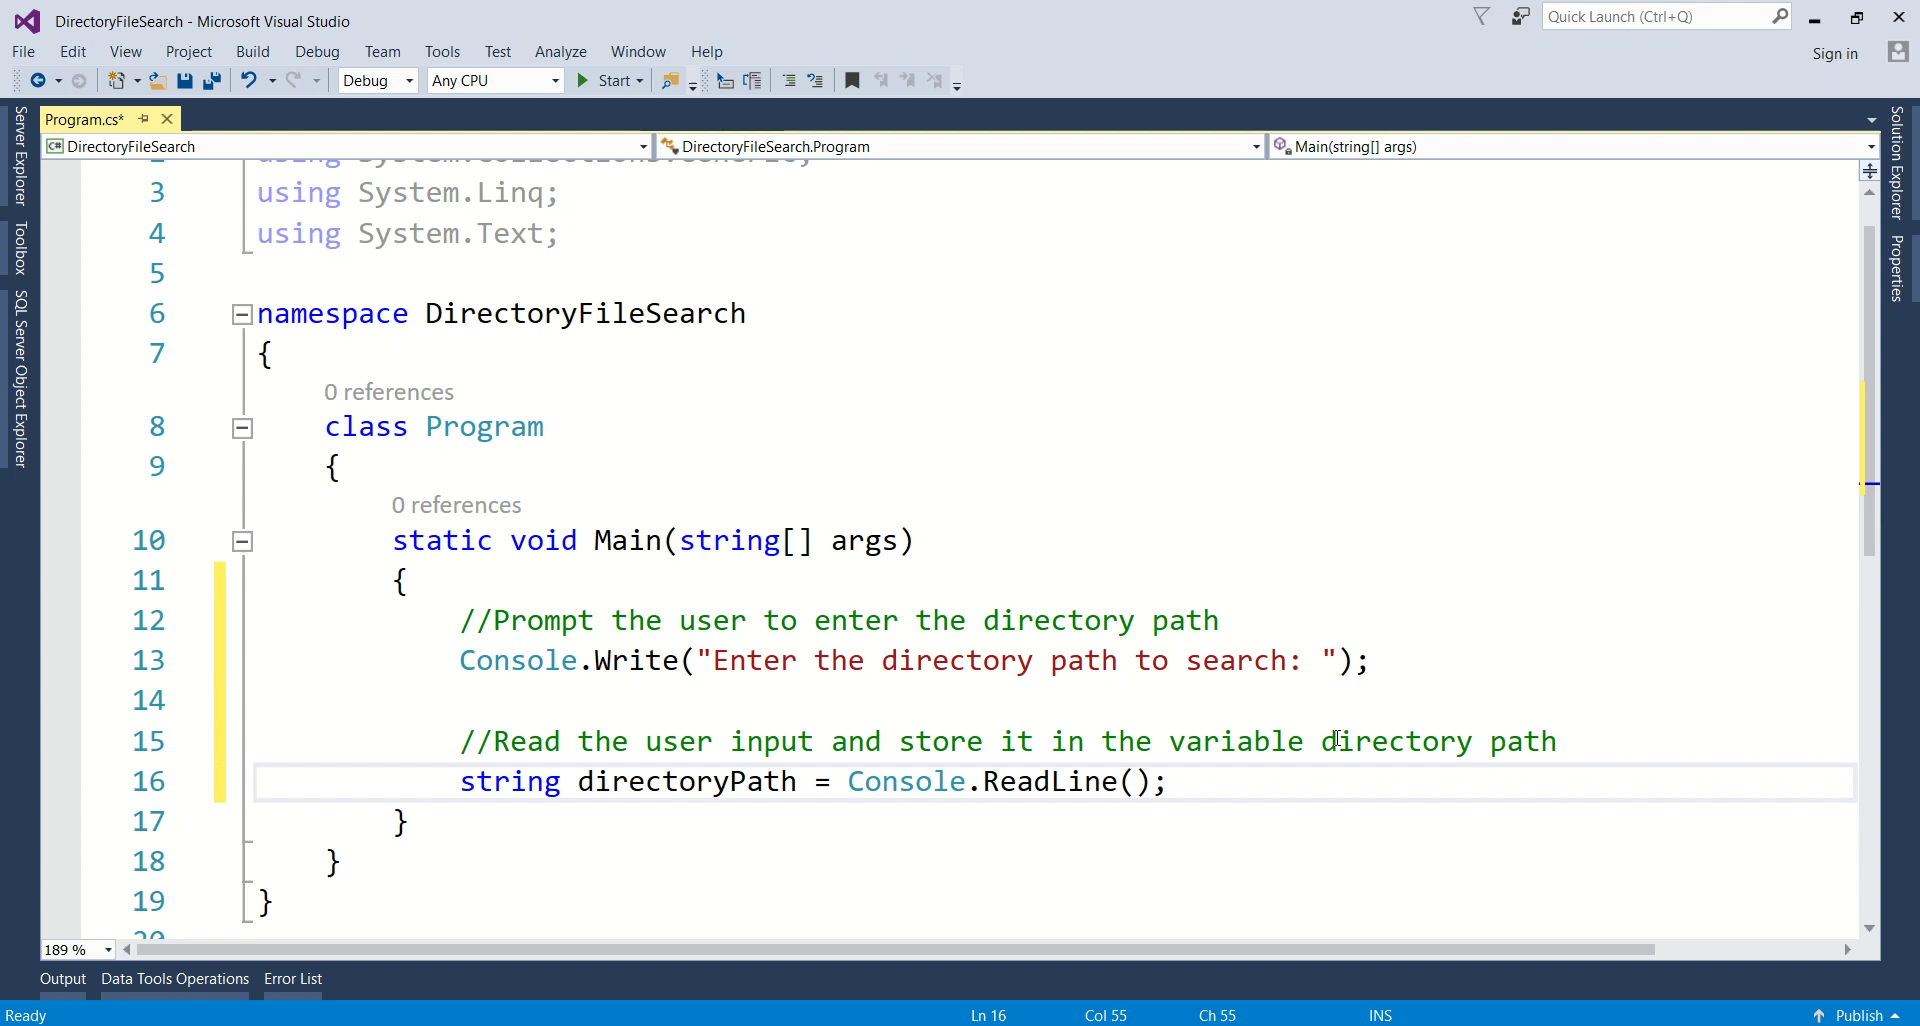 DirectoryFileSearch - Microsoft Visual Studio
Quick Launch (Ctrl+Q)
File Edit View Project Build Debug Team Tools Test Analyze Window Help
Sign in
Debug Any CPU Start
Program.cs*
DirectoryFileSearch DirectoryFileSearch.Program Main(string[] args)
Server Explorer
Toolbox
SQL Server Object Explorer
Solution Explorer
Properties
3 using System.Linq;
4 using System.Text;
5
6 namespace DirectoryFileSearch
7 {
0 references
8 class Program
9 {
0 references
10 static void Main(string[] args)
11 {
12 //Prompt the user to enter the directory path
13 Console.Write("Enter the directory path to search: ");
14
15 //Read the user input and store it in the variable directory path
16 string directoryPath = Console.ReadLine();
17 }
18 }
19 }
189 %
Output Data Tools Operations Error List
Ready Ln 16 Col 55 Ch 55 INS Publish